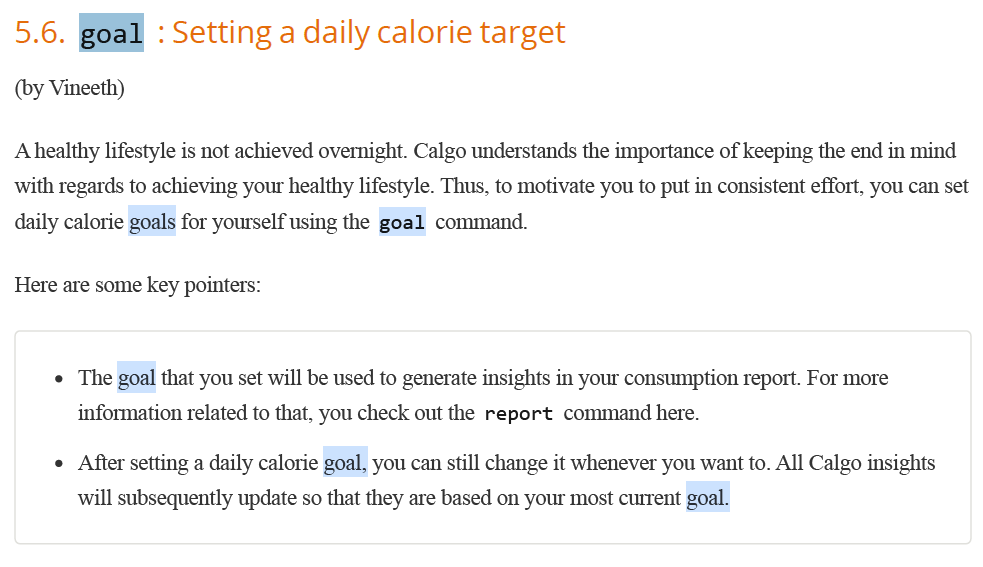 5.6. goal : Setting a daily calorie target
(by Vineeth)
A healthy lifestyle is not achieved overnight. Calgo understands the importance of keeping the end in mind
with regards to achieving your healthy lifestyle. Thus, to motivate you to put in consistent effort, you can set
daily calorie goals for yourself using the goal command.
Here are some key pointers:
• The goal that you set will be used to generate insights in your consumption report. For more
information related to that, you check out the report command here.
• After setting a daily calorie goal, you can still change it whenever you want to. All Calgo insights
will subsequently update so that they are based on your most current goal.